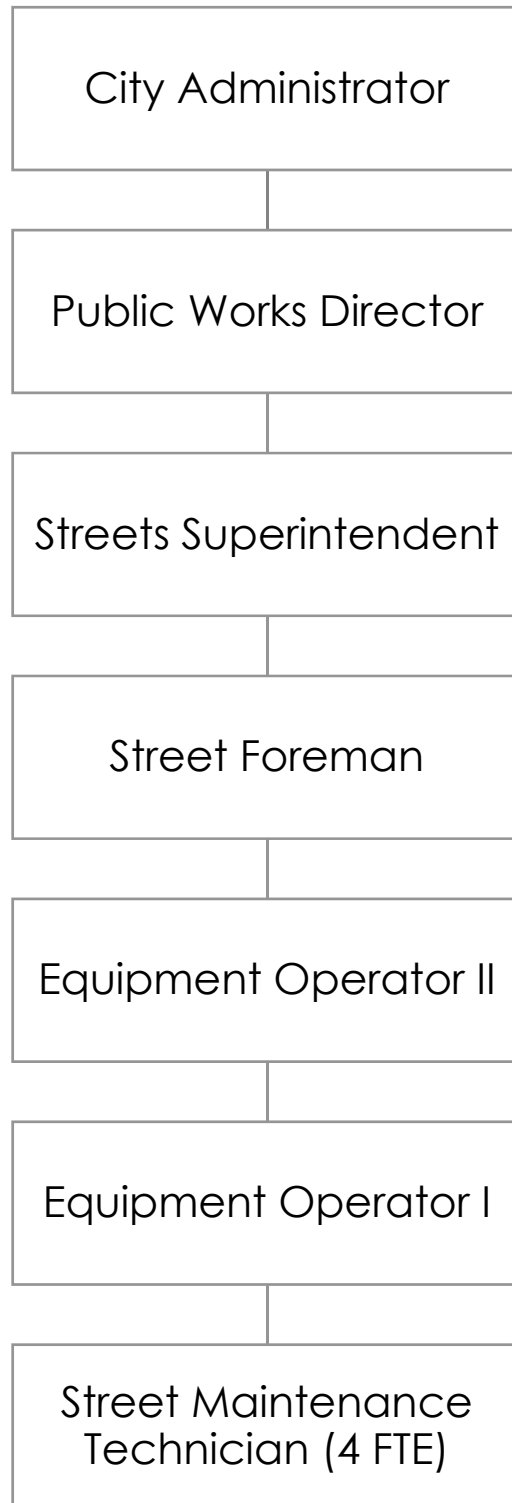 City Administrator
Public Works Director
Streets Superintendent
Street Foreman
Equipment Operator II
Equipment Operator I
Street Maintenance
Technician (4 FTE)